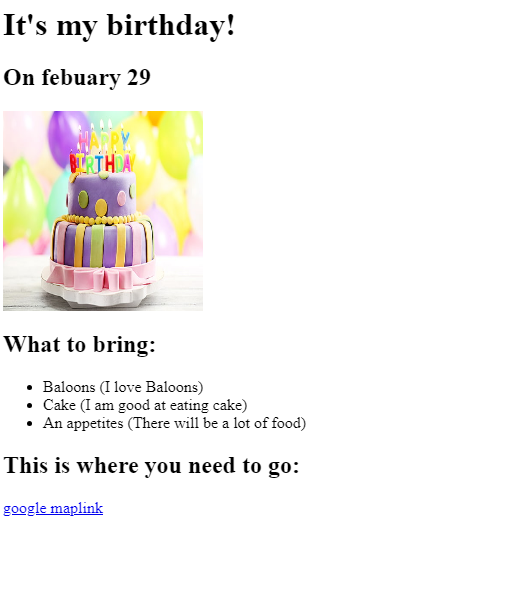 It's my birthday!
On febuary 29
HAPPY
BIRTHDAY
What to bring:
Baloons (I love Baloons)
Cake (I am good at eating cake)
An appetites (There will be a lot of food)
This is where you need to go:
google maplink